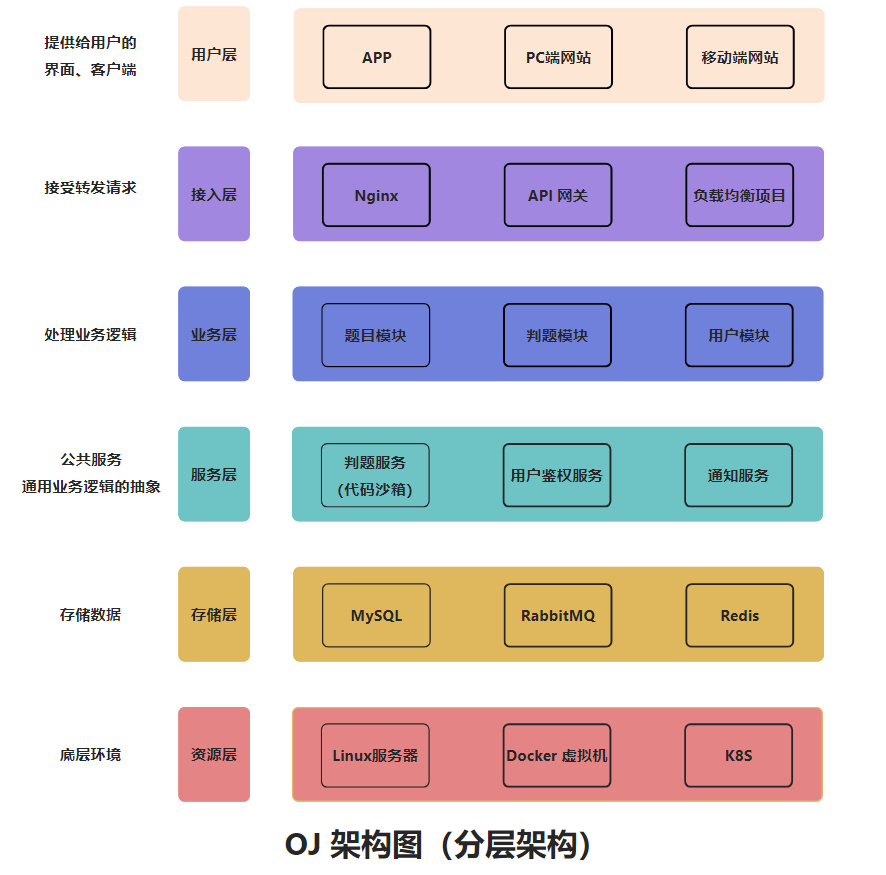 提供给用户的
界面、客户端
用户层
APP
PC端网站
移动端网站
接受转发请求
接入层
Nginx
API 网关
负载均衡项目
处理业务逻辑
业务层
题目模块
判题模块
用户模块
公共服务
通用业务逻辑的抽象
服务层
判题服务
(代码沙箱)
用户鉴权服务
通知服务
存储数据
存储层
MySQL
RabbitMQ
Redis
底层环境
资源层
Linux服务器
Docker 虚拟机
K8S
OJ 架构图（分层架构）